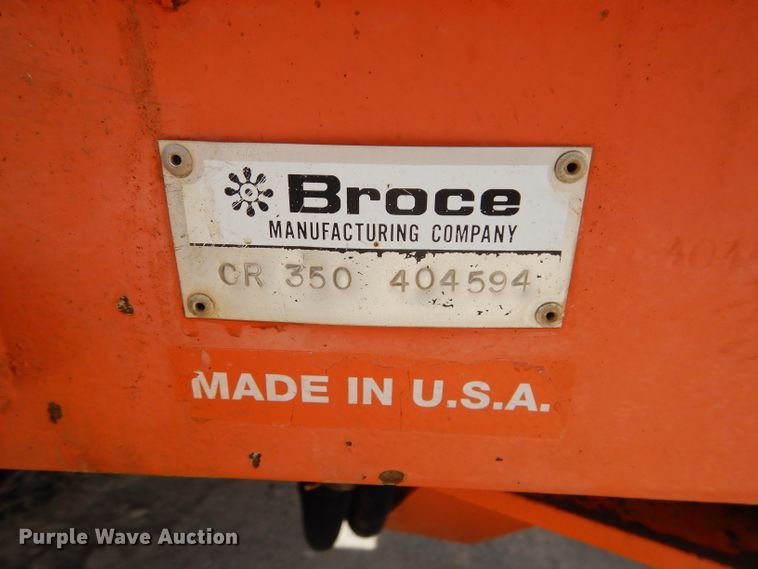 Broce
MANUFACTURING COMPANY
CR 350 404594
MADE IN U.S.A.
Purple Wave Auction